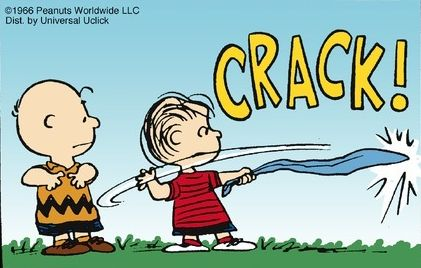 ©1966 Peanuts Worldwide LLC
Dist. by Universal Uclick
CRACK!